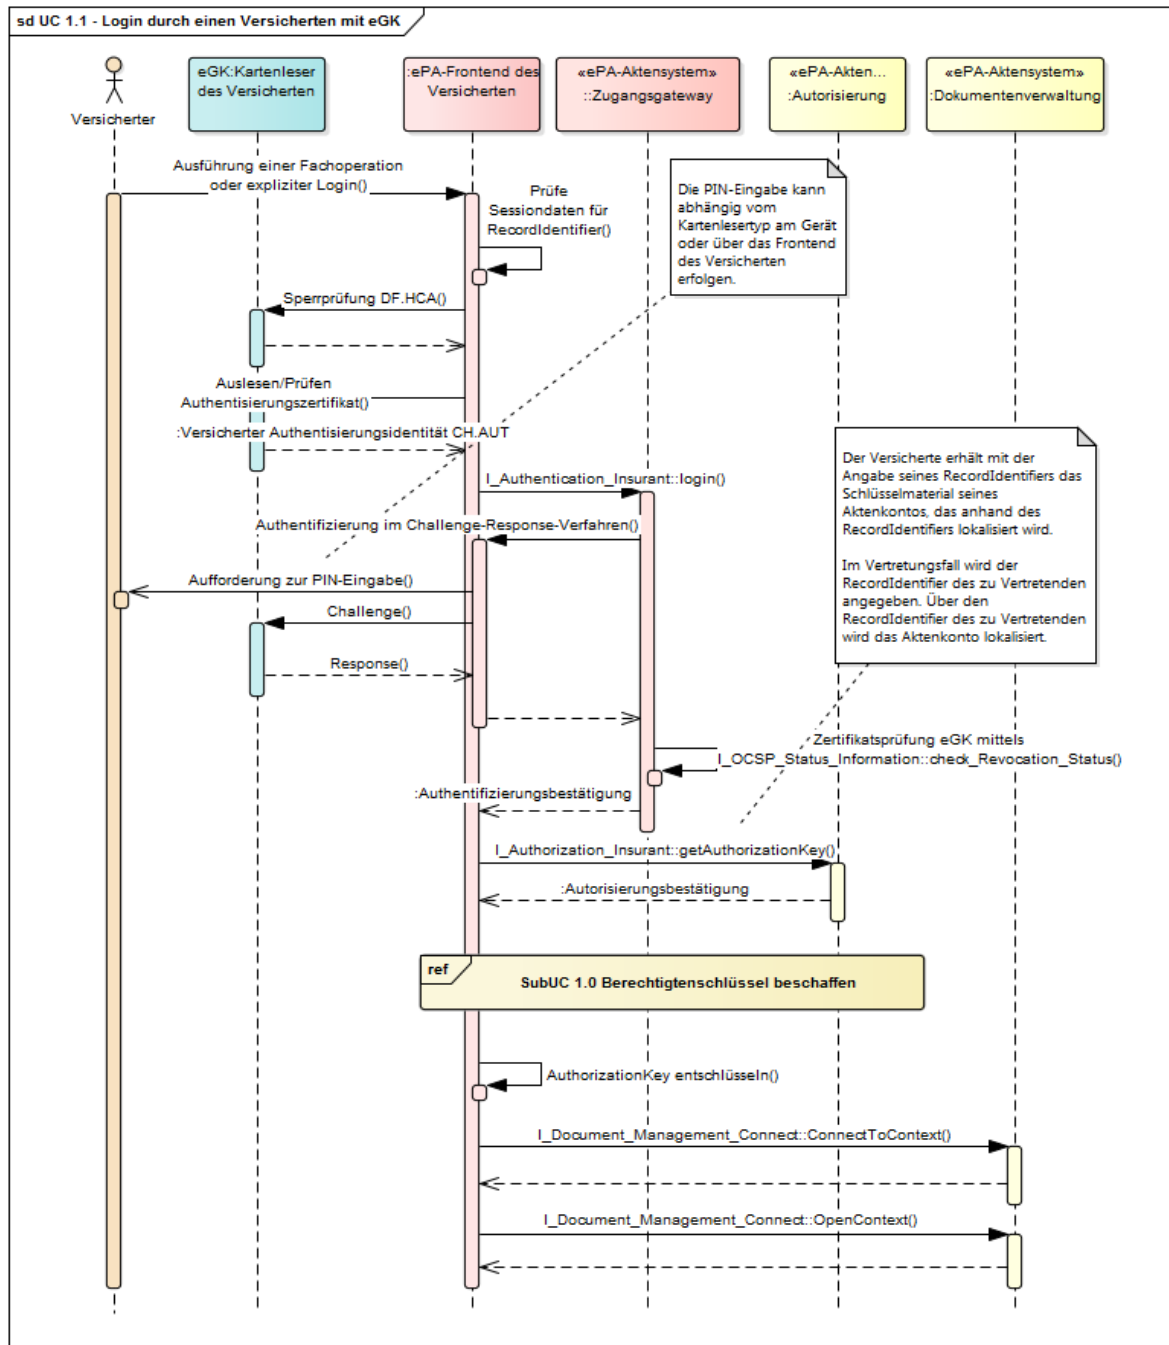 sd UC 1.1 - Login durch einen Versicherten mit eGK
Versicherter
eGK:Kartenleser
des Versicherten
:ePA-Frontend des
Versicherten
«ePA-Aktensystem»
::Zugangsgateway
«ePA-Akten...
:Autorisierung
«ePA-Aktensystem»
:Dokumentenverwaltung
Ausführung einer Fachoperation
oder expliziter Login()
Prüfe
Sessiondaten für
RecordIdentifier()
Die PIN-Eingabe kann
abhängig vom
Kartenlesertyp am Gerät
oder über das Frontend
des Versicherten
erfolgen.
Sperrprüfung DF.HCA()
Auslesen/Prüfen
Authentisierungszertifikat()
:Versicherter Authentisierungsidentität CH.AUT
I_Authentication_Insurant::login()
Authentifizierung im Challenge-Response-Verfahren()
Der Versicherte erhält mit der
Angabe seines RecordIdentifiers das
Schlüsselmaterial seines
Aktenkontos, das anhand des
RecordIdentifiers lokalisiert wird.
Im Vertretungsfall wird der
RecordIdentifier des zu Vertretenden
angegeben. Über den
RecordIdentifier des zu Vertretenden
wird das Aktenkonto lokalisiert.
Aufforderung zur PIN-Eingabe()
Challenge()
Response()
Zertifikatsprüfung eGK mittels
I_OCSP_Status_Information::check_Revocation_Status()
:Authentifizierungsbestätigung
I_Authorization_Insurant::getAuthorizationKey()
:Autorisierungsbestätigung
ref
SubUC 1.0 Berechtigtenschlüssel beschaffen
AuthorizationKey entschlüseln()
I_Document_Management_Connect::ConnectToContext()
I_Document_Management_Connect::OpenContext()